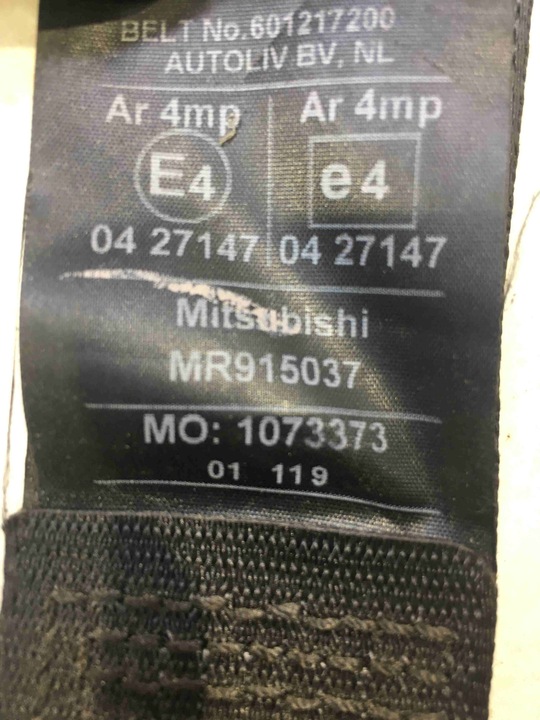 BELT No.601217200
AUTOLIV BV, NL
Ar 4mp Ar 4mp
E4 e4
04 27147 04 27147
Mitsubishi
MR915037
MO: 1073373
01 119